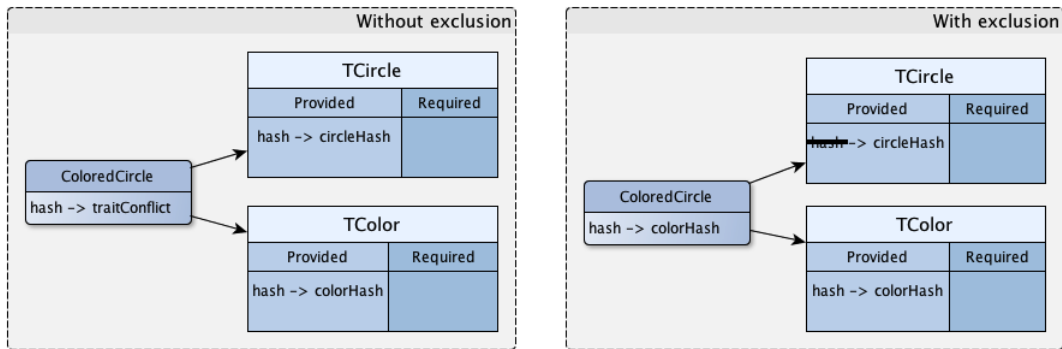 Without exclusion
TCircle
Provided Required
hash -> circleHash
ColoredCircle
hash -> traitConflict
TColor
Provided Required
hash -> colorHash
With exclusion
TCircle
Provided Required
hash -> circleHash
ColoredCircle
hash -> colorHash
TColor
Provided Required
hash -> colorHash